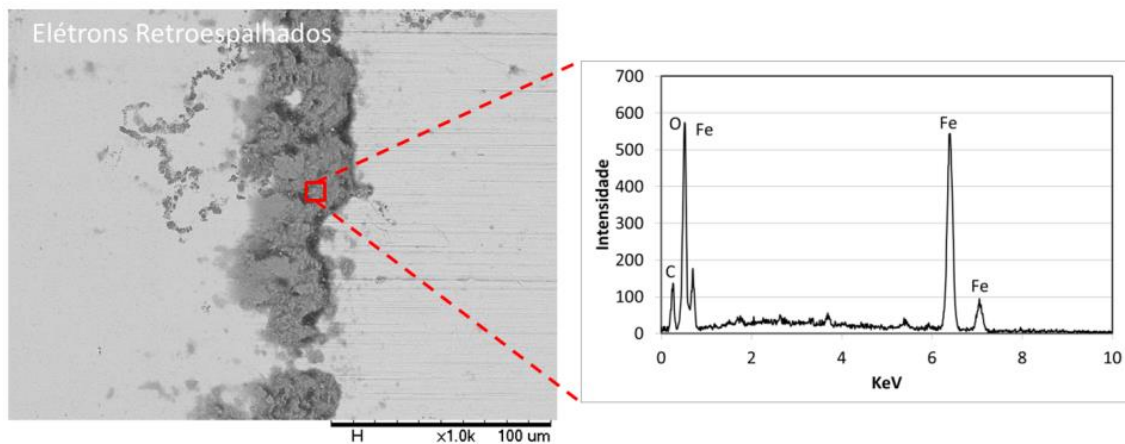 Elétrons Retroespalhados
H ×1.0k 100 um
700
600
500
400
300
200
100
0
Intensidade
O
Fe
C
Fe
Fe
0 2 4 6 8 10
KeV